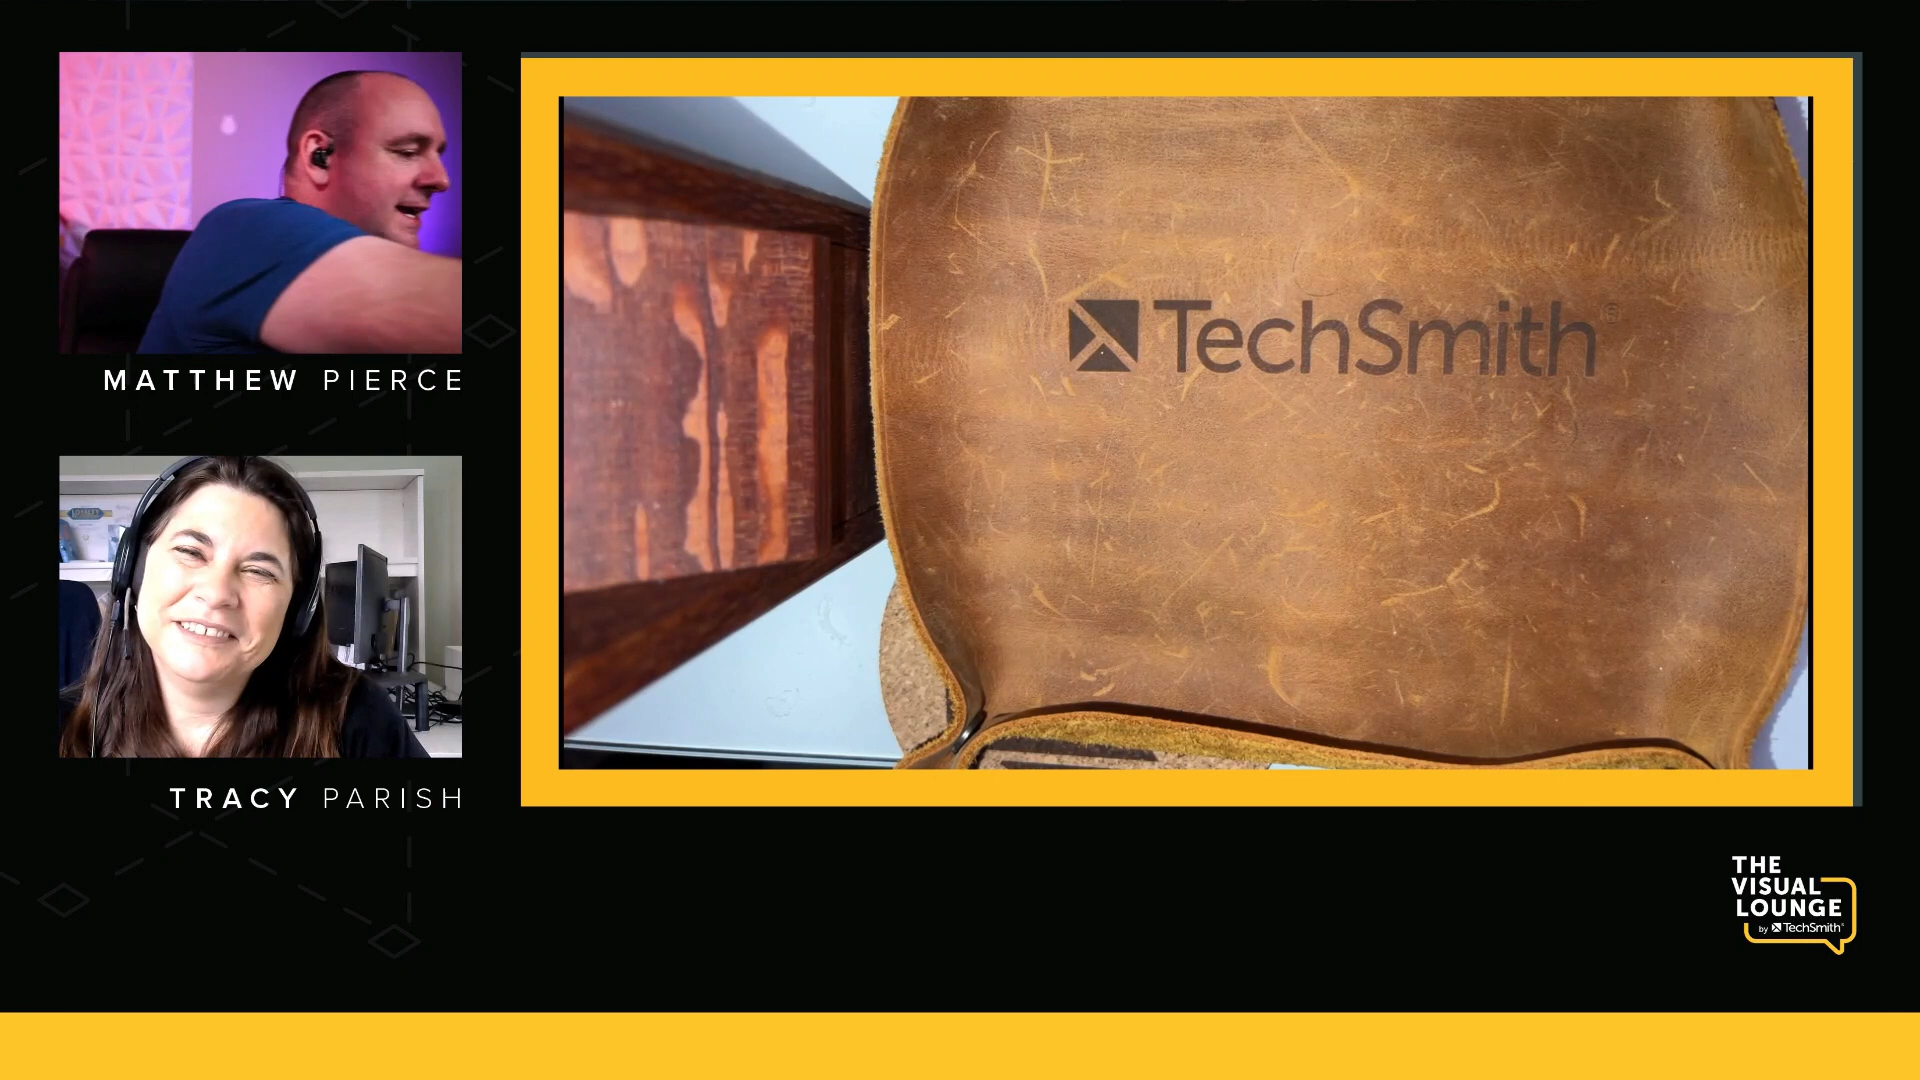 MATTHEW PIERCE
TRACY PARISH
TechSmith®
THE
VISUAL
LOUNGE
by TechSmith